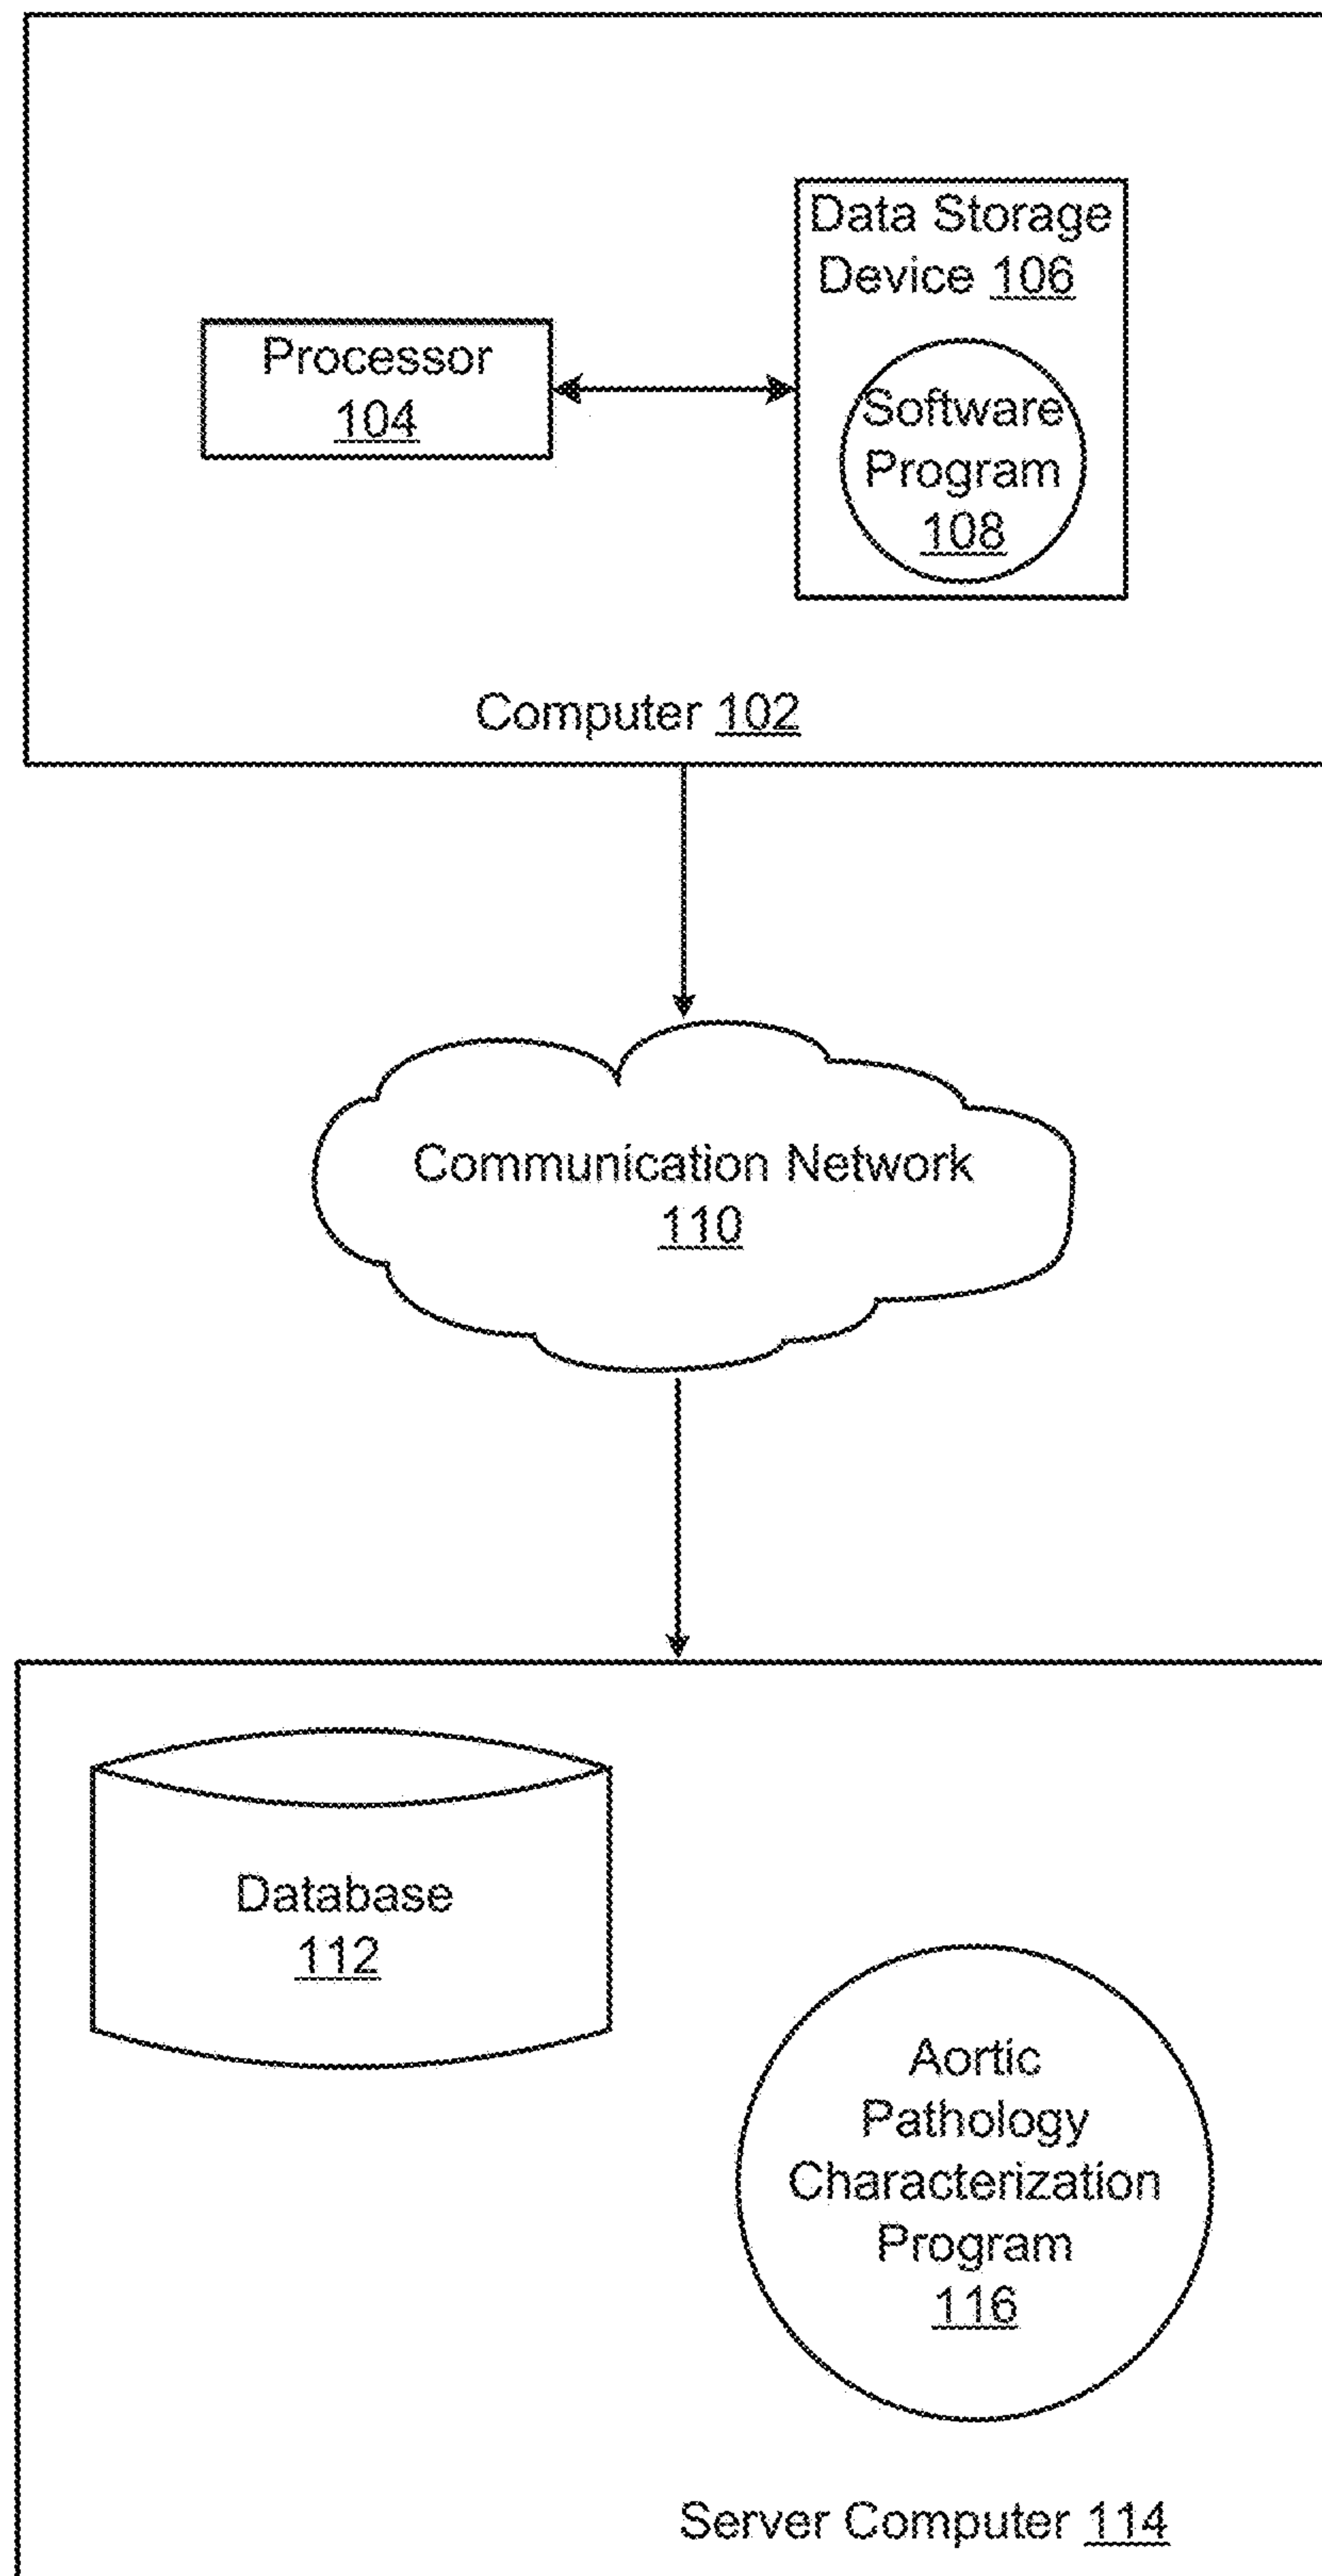 Data Storage
Device 106
Processor
104
Software
Program
108
Computer 102
Communication Network
110
Database
112
Aortic
Pathology
Characterization
Program
116
Server Computer 114